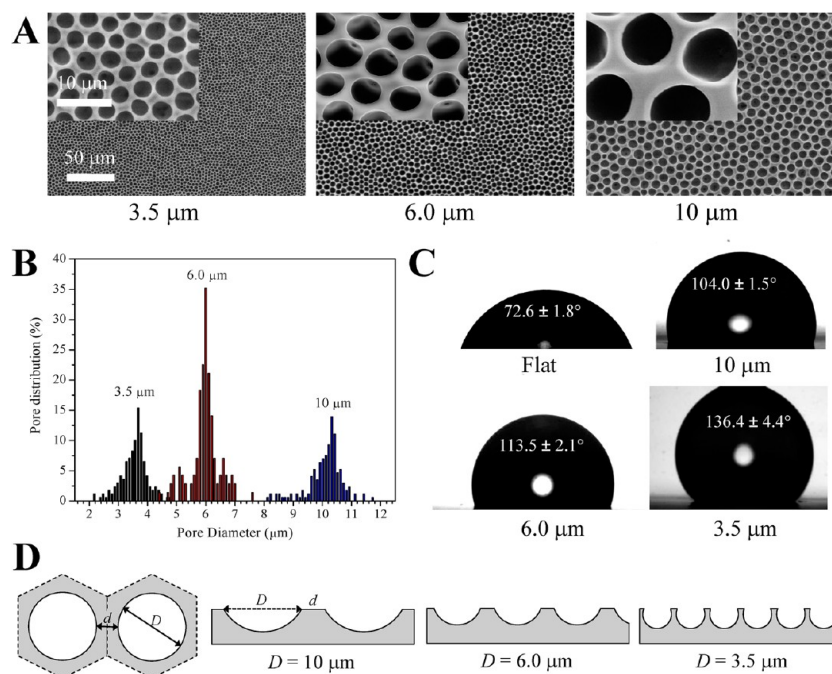 A
10 µm
50 µm
3.5 µm
6.0 µm
10 µm
B
Pore distribution (%)
40
35
30
25
20
15
10
5
0
3.5 µm
6.0 µm
10 µm
2 3 4 5 6 7 8 9 10 11 12
Pore Diameter (µm)
C
72.6 ± 1.8°
Flat
104.0 ± 1.5°
10 µm
113.5 ± 2.1°
6.0 µm
136.4 ± 4.4°
3.5 µm
D
d
D
D
d
D = 10 µm
D = 6.0 µm
D = 3.5 µm